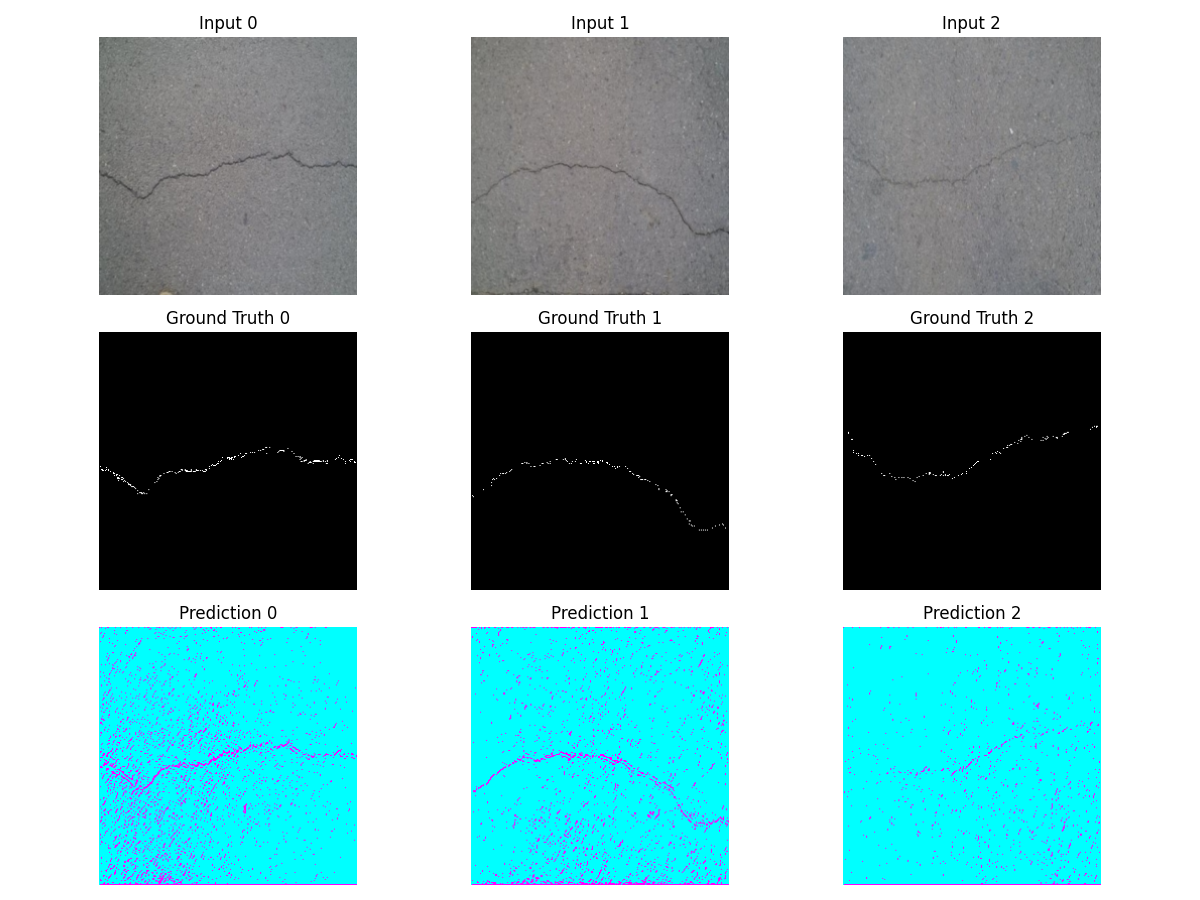 Input 0
Input 1
Input 2
Ground Truth 0
Ground Truth 1
Ground Truth 2
Prediction 0
Prediction 1
Prediction 2